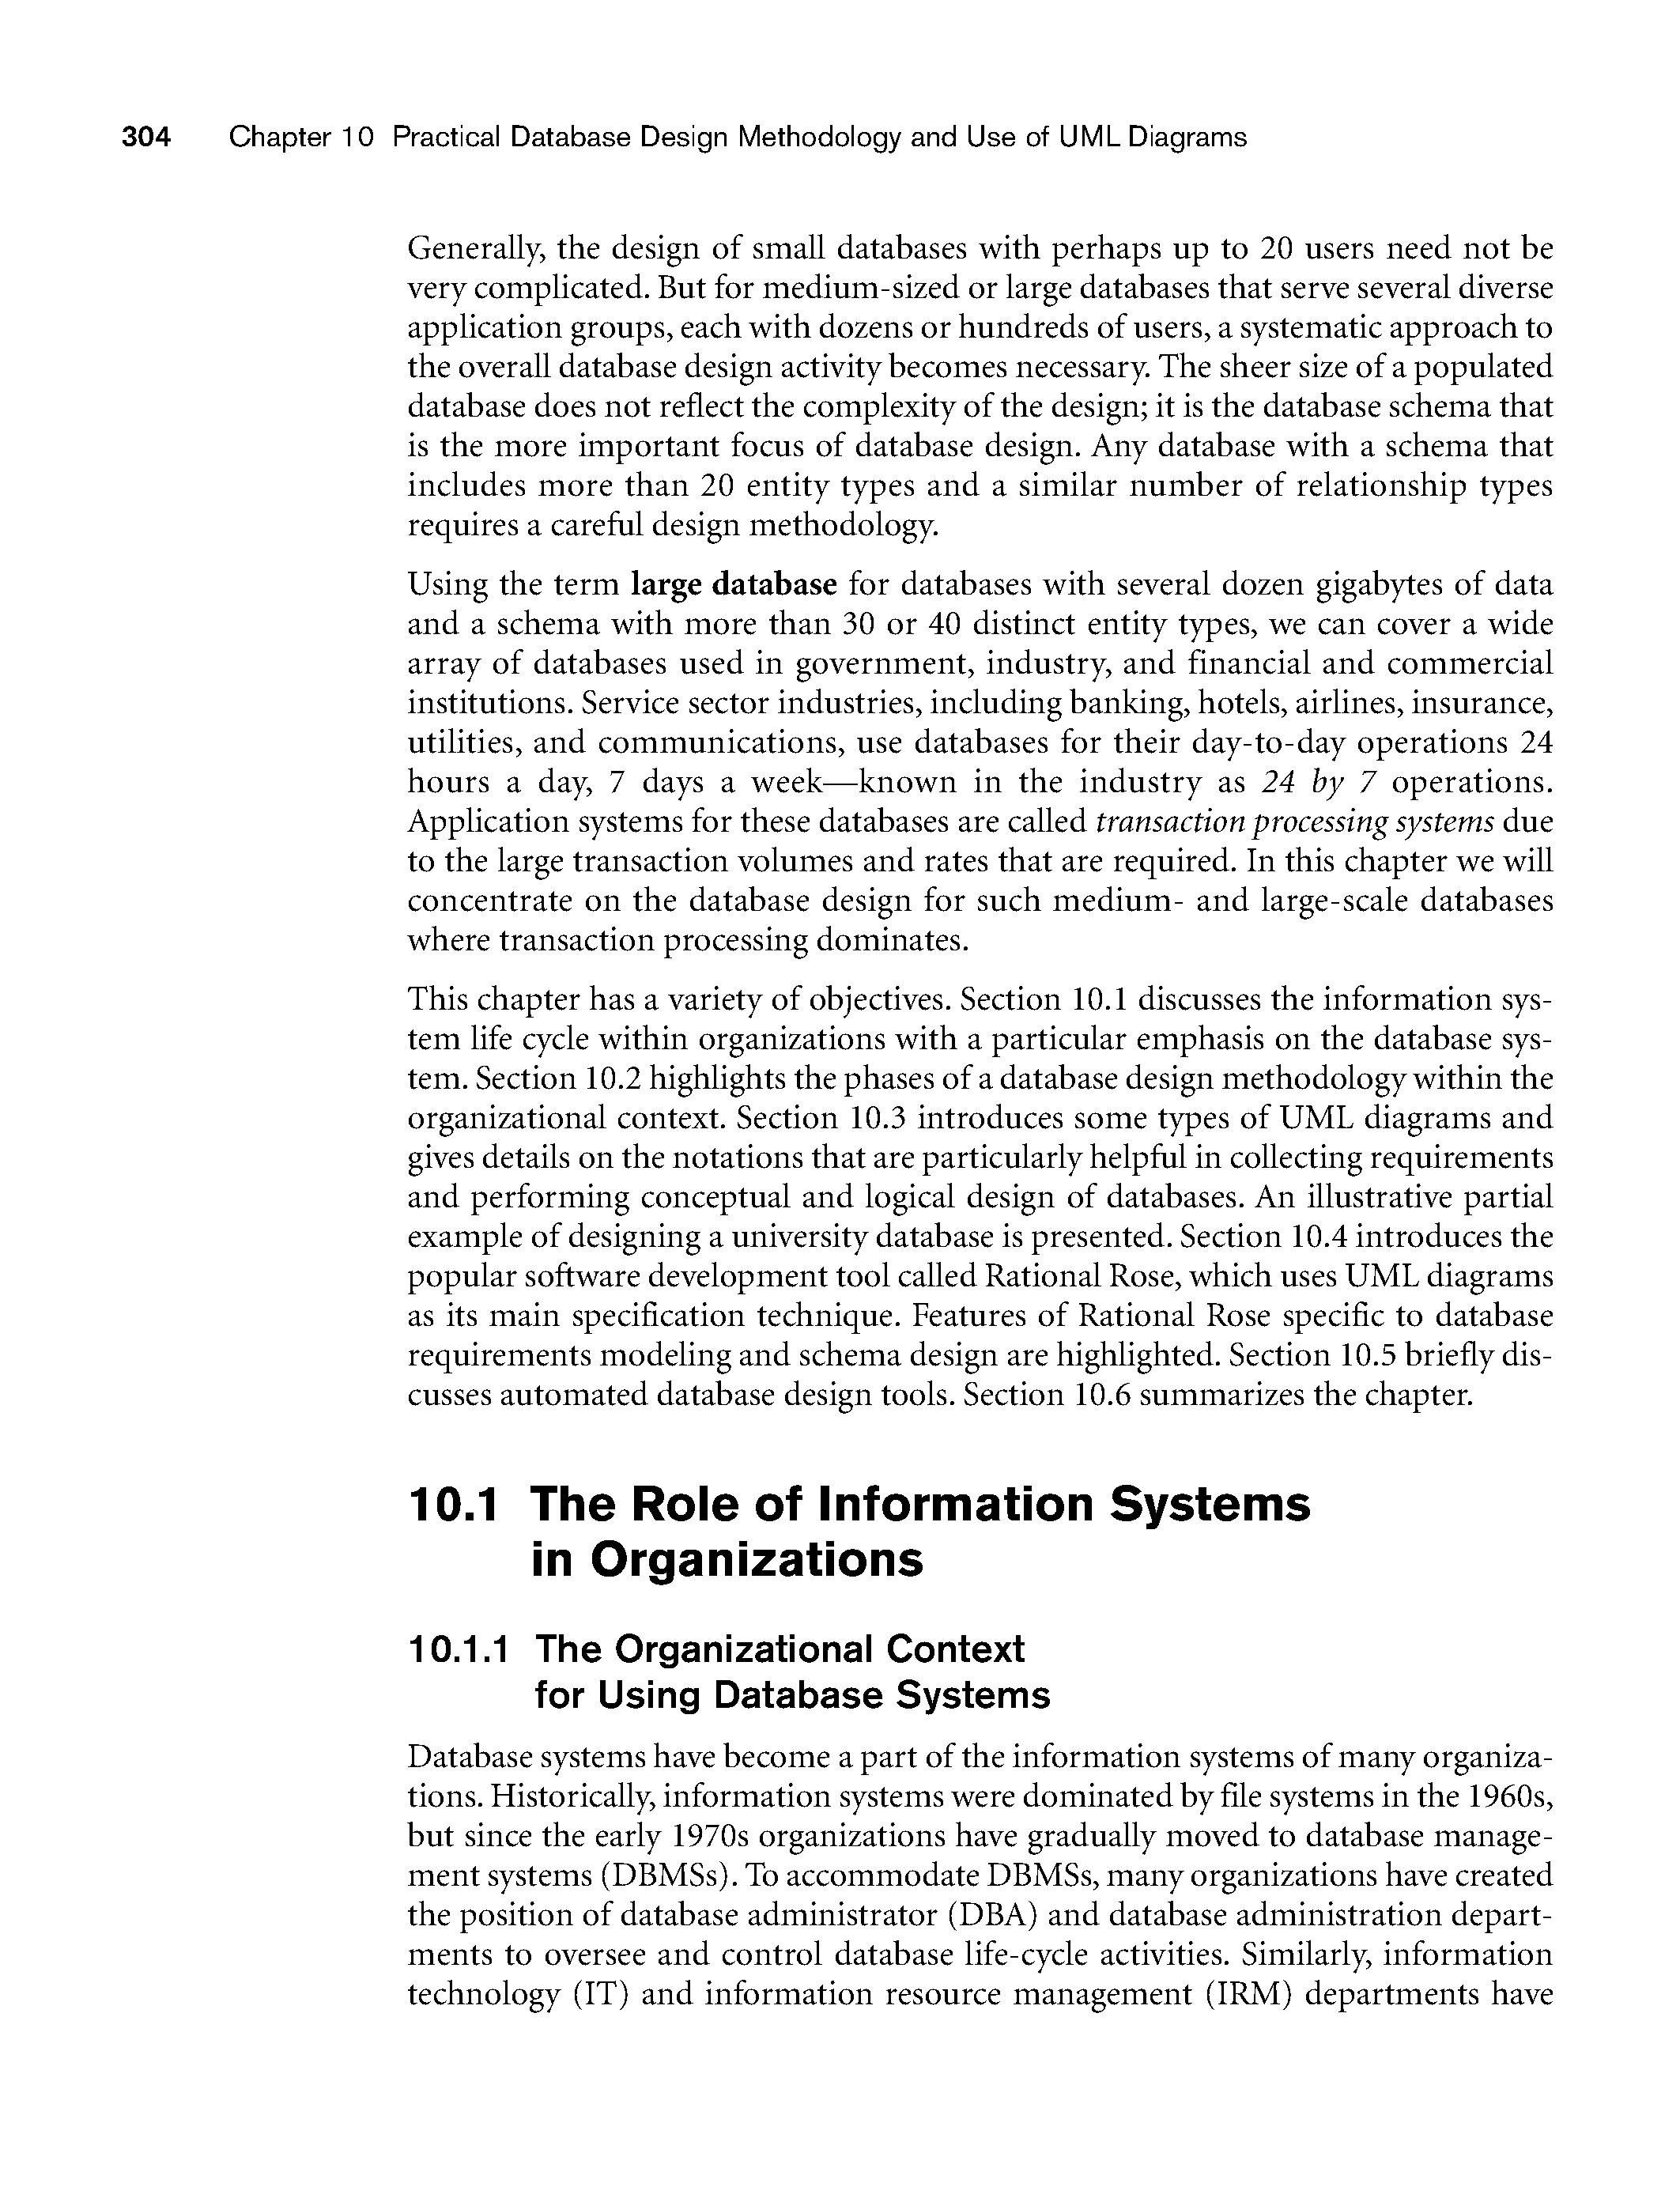 304 Chapter 10 Practical Database Design Methodology and Use of UML Diagrams
Generally, the design of small databases with perhaps up to 20 users need not be
very complicated. But for medium-sized or large databases that serve several diverse
application groups, each with dozens or hundreds of users, a systematic approach to
the overall database design activity becomes necessary. The sheer size of a populated
database does not reflect the complexity of the design; it is the database schema that
is the more important focus of database design. Any database with a schema that
includes more than 20 entity types and a similar number of relationship types
requires a careful design methodology.
Using the term large database for databases with several dozen gigabytes of data
and a schema with more than 30 or 40 distinct entity types, we can cover a wide
array of databases used in government, industry, and financial and commercial
institutions. Service sector industries, including banking, hotels, airlines, insurance,
utilities, and communications, use databases for their day-to-day operations 24
hours a day, 7 days a week—known in the industry as 24 by 7 operations.
Application systems for these databases are called transaction processing systems due
to the large transaction volumes and rates that are required. In this chapter we will
concentrate on the database design for such medium- and large-scale databases
where transaction processing dominates.
This chapter has a variety of objectives. Section 10.1 discusses the information sys-
tem life cycle within organizations with a particular emphasis on the database sys-
tem. Section 10.2 highlights the phases of a database design methodology within the
organizational context. Section 10.3 introduces some types of UML diagrams and
gives details on the notations that are particularly helpful in collecting requirements
and performing conceptual and logical design of databases. An illustrative partial
example of designing a university database is presented. Section 10.4 introduces the
popular software development tool called Rational Rose, which uses UML diagrams
as its main specification technique. Features of Rational Rose specific to database
requirements modeling and schema design are highlighted. Section 10.5 briefly dis-
cusses automated database design tools. Section 10.6 summarizes the chapter.
10.1 The Role of Information Systems
in Organizations
10.1.1 The Organizational Context
for Using Database Systems
Database systems have become a part of the information systems of many organiza-
tions. Historically, information systems were dominated by file systems in the 1960s,
but since the early 1970s organizations have gradually moved to database manage-
ment systems (DBMSs). To accommodate DBMSs, many organizations have created
the position of database administrator (DBA) and database administration depart-
ments to oversee and control database life-cycle activities. Similarly, information
technology (IT) and information resource management (IRM) departments have